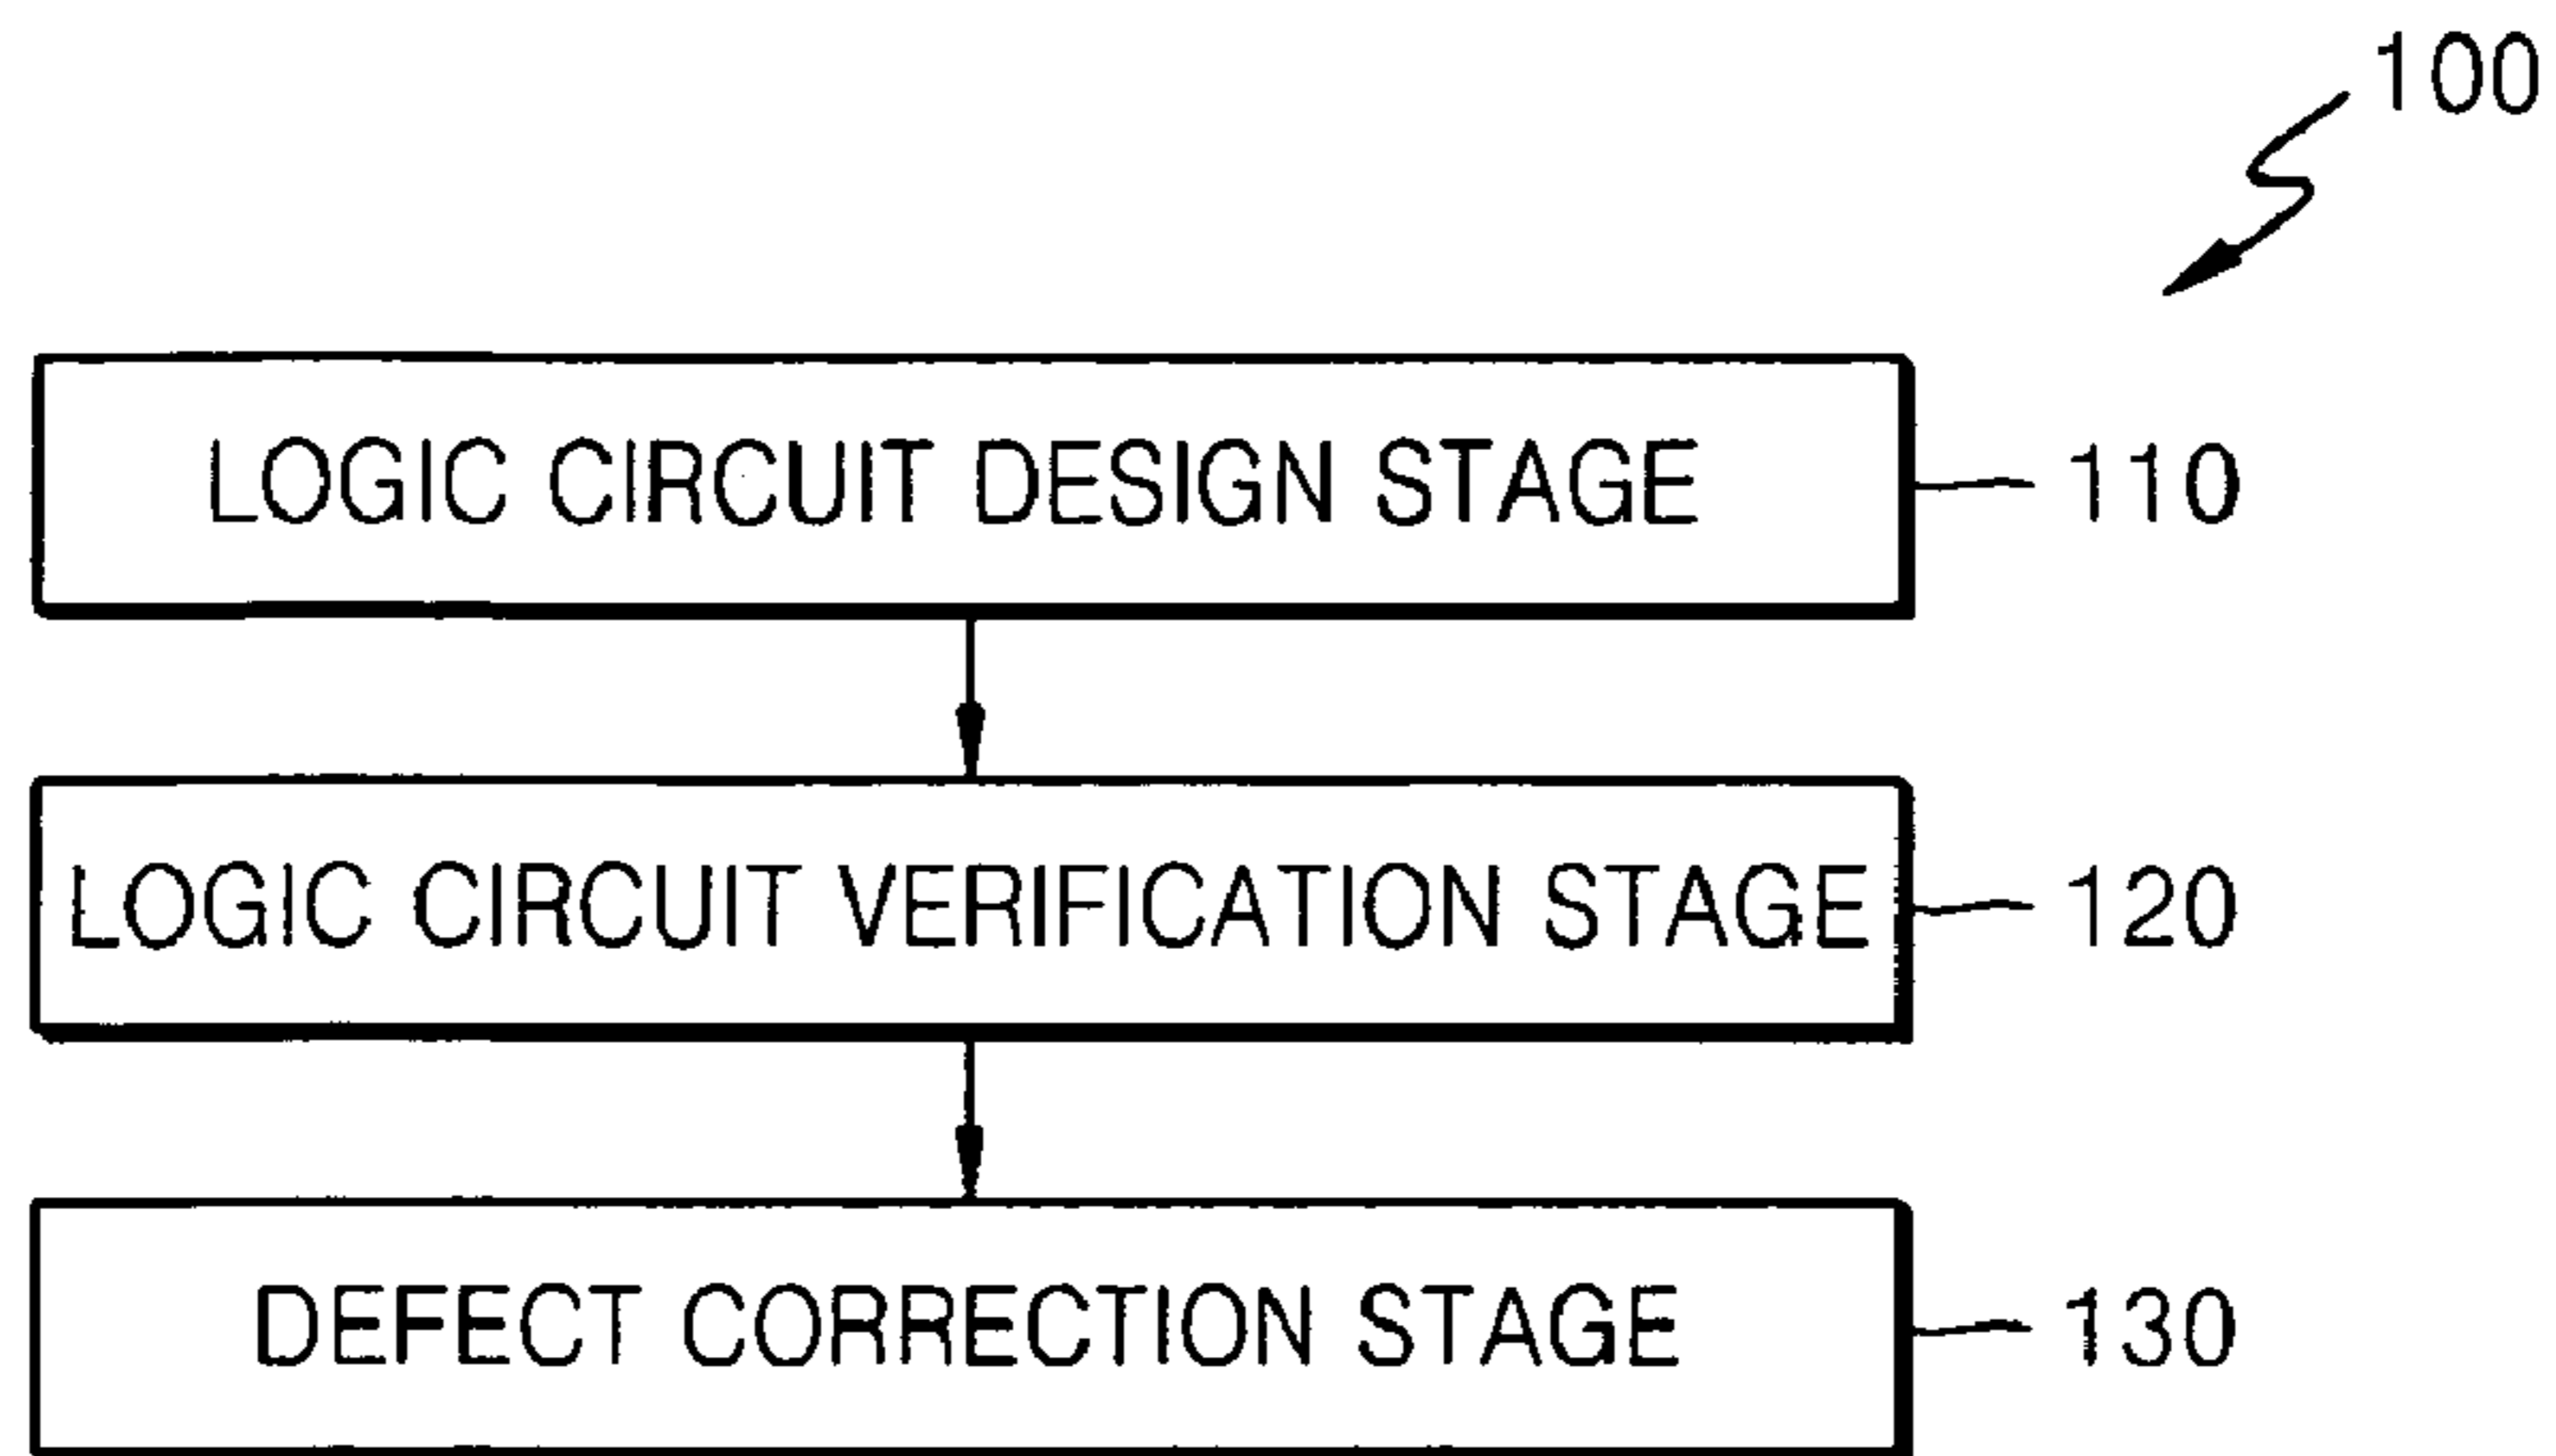 100
LOGIC CIRCUIT DESIGN STAGE 110
LOGIC CIRCUIT VERIFICATION STAGE 120
DEFECT CORRECTION STAGE 130